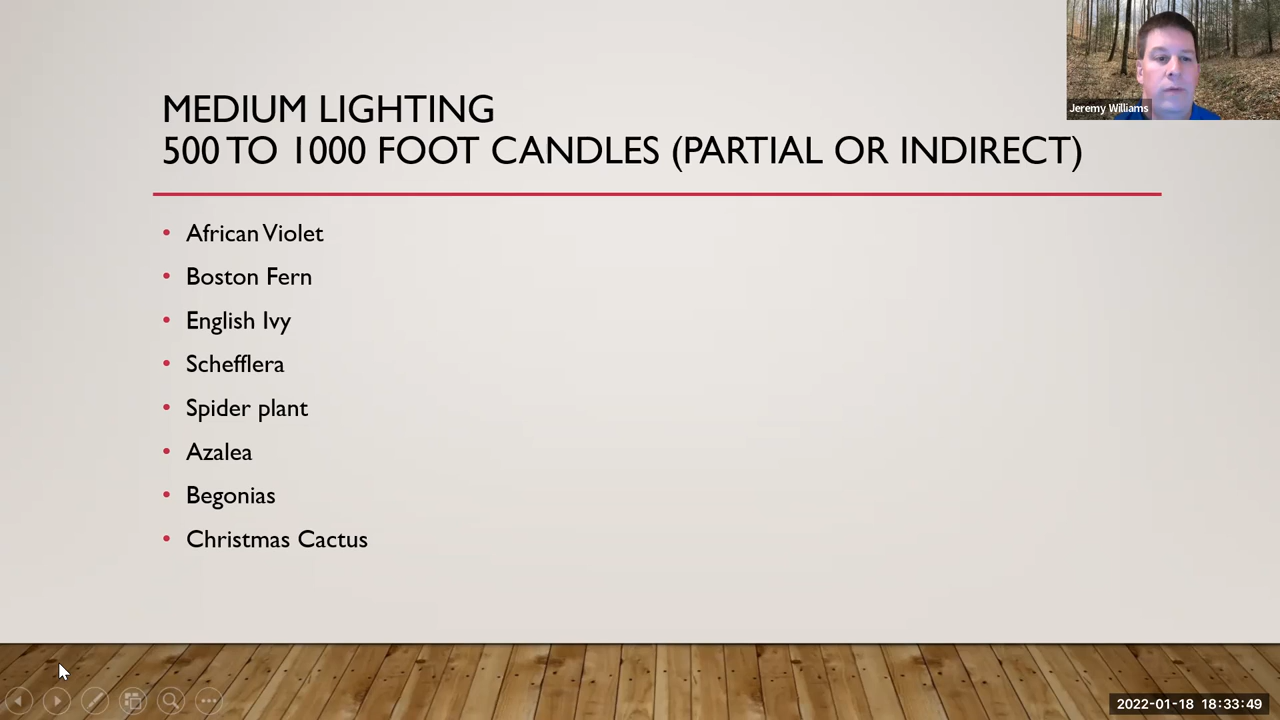 Jeremy Williams
MEDIUM LIGHTING
500 TO 1000 FOOT CANDLES (PARTIAL OR INDIRECT)
• African Violet
• Boston Fern
• English Ivy
• Schefflera
• Spider plant
• Azalea
• Begonias
• Christmas Cactus
2022-01-18 18:33:49